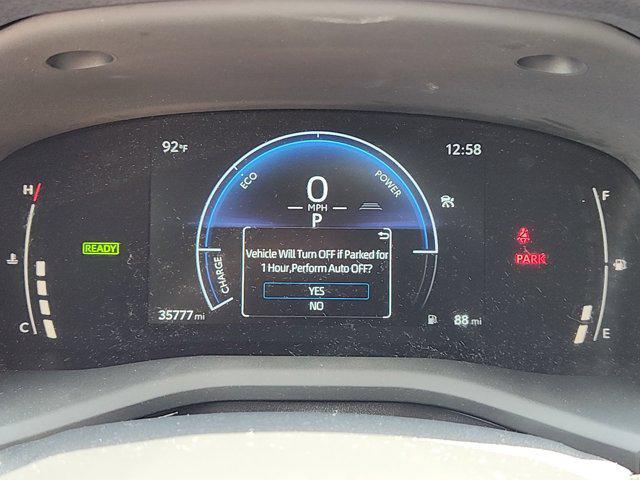 92°F
12:58
H
F
ECO
POWER
0
MPH
P
READY
PARK
CHARGE
Vehicle Will Turn OFF if Parked for
1 Hour,Perform Auto OFF?
YES
NO
35777 mi
88 mi
C
E